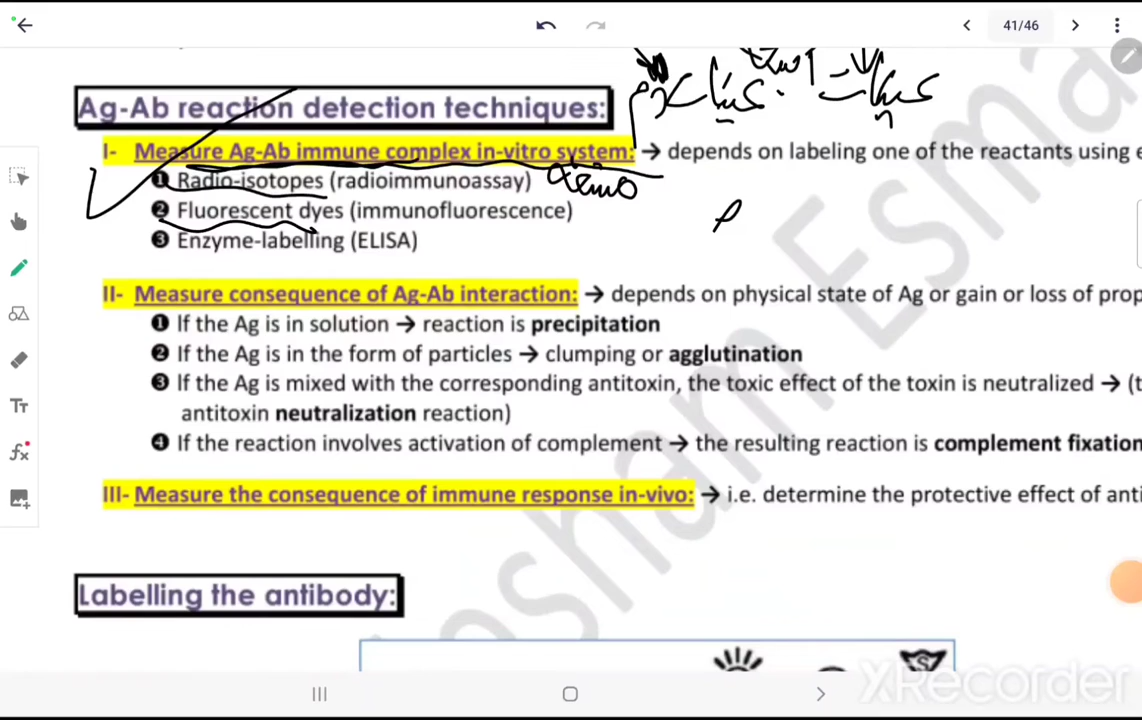 41/46
Ag-Ab reaction detection techniques:
I- Measure Ag-Ab immune complex in-vitro system: → depends on labeling one of the reactants using e
❶ Radio-isotopes (radioimmunoassay)
❷ Fluorescent dyes (immunofluorescence)
❸ Enzyme-labelling (ELISA)
II- Measure consequence of Ag-Ab interaction: → depends on physical state of Ag or gain or loss of prop
❶ If the Ag is in solution → reaction is precipitation
❷ If the Ag is in the form of particles → clumping or agglutination
❸ If the Ag is mixed with the corresponding antitoxin, the toxic effect of the toxin is neutralized → (t
antitoxin neutralization reaction)
❹ If the reaction involves activation of complement → the resulting reaction is complement fixation
III- Measure the consequence of immune response in-vivo: → i.e. determine the protective effect of anti
Labelling the antibody:
S
Tт
fx
esham Esma
XRecorder